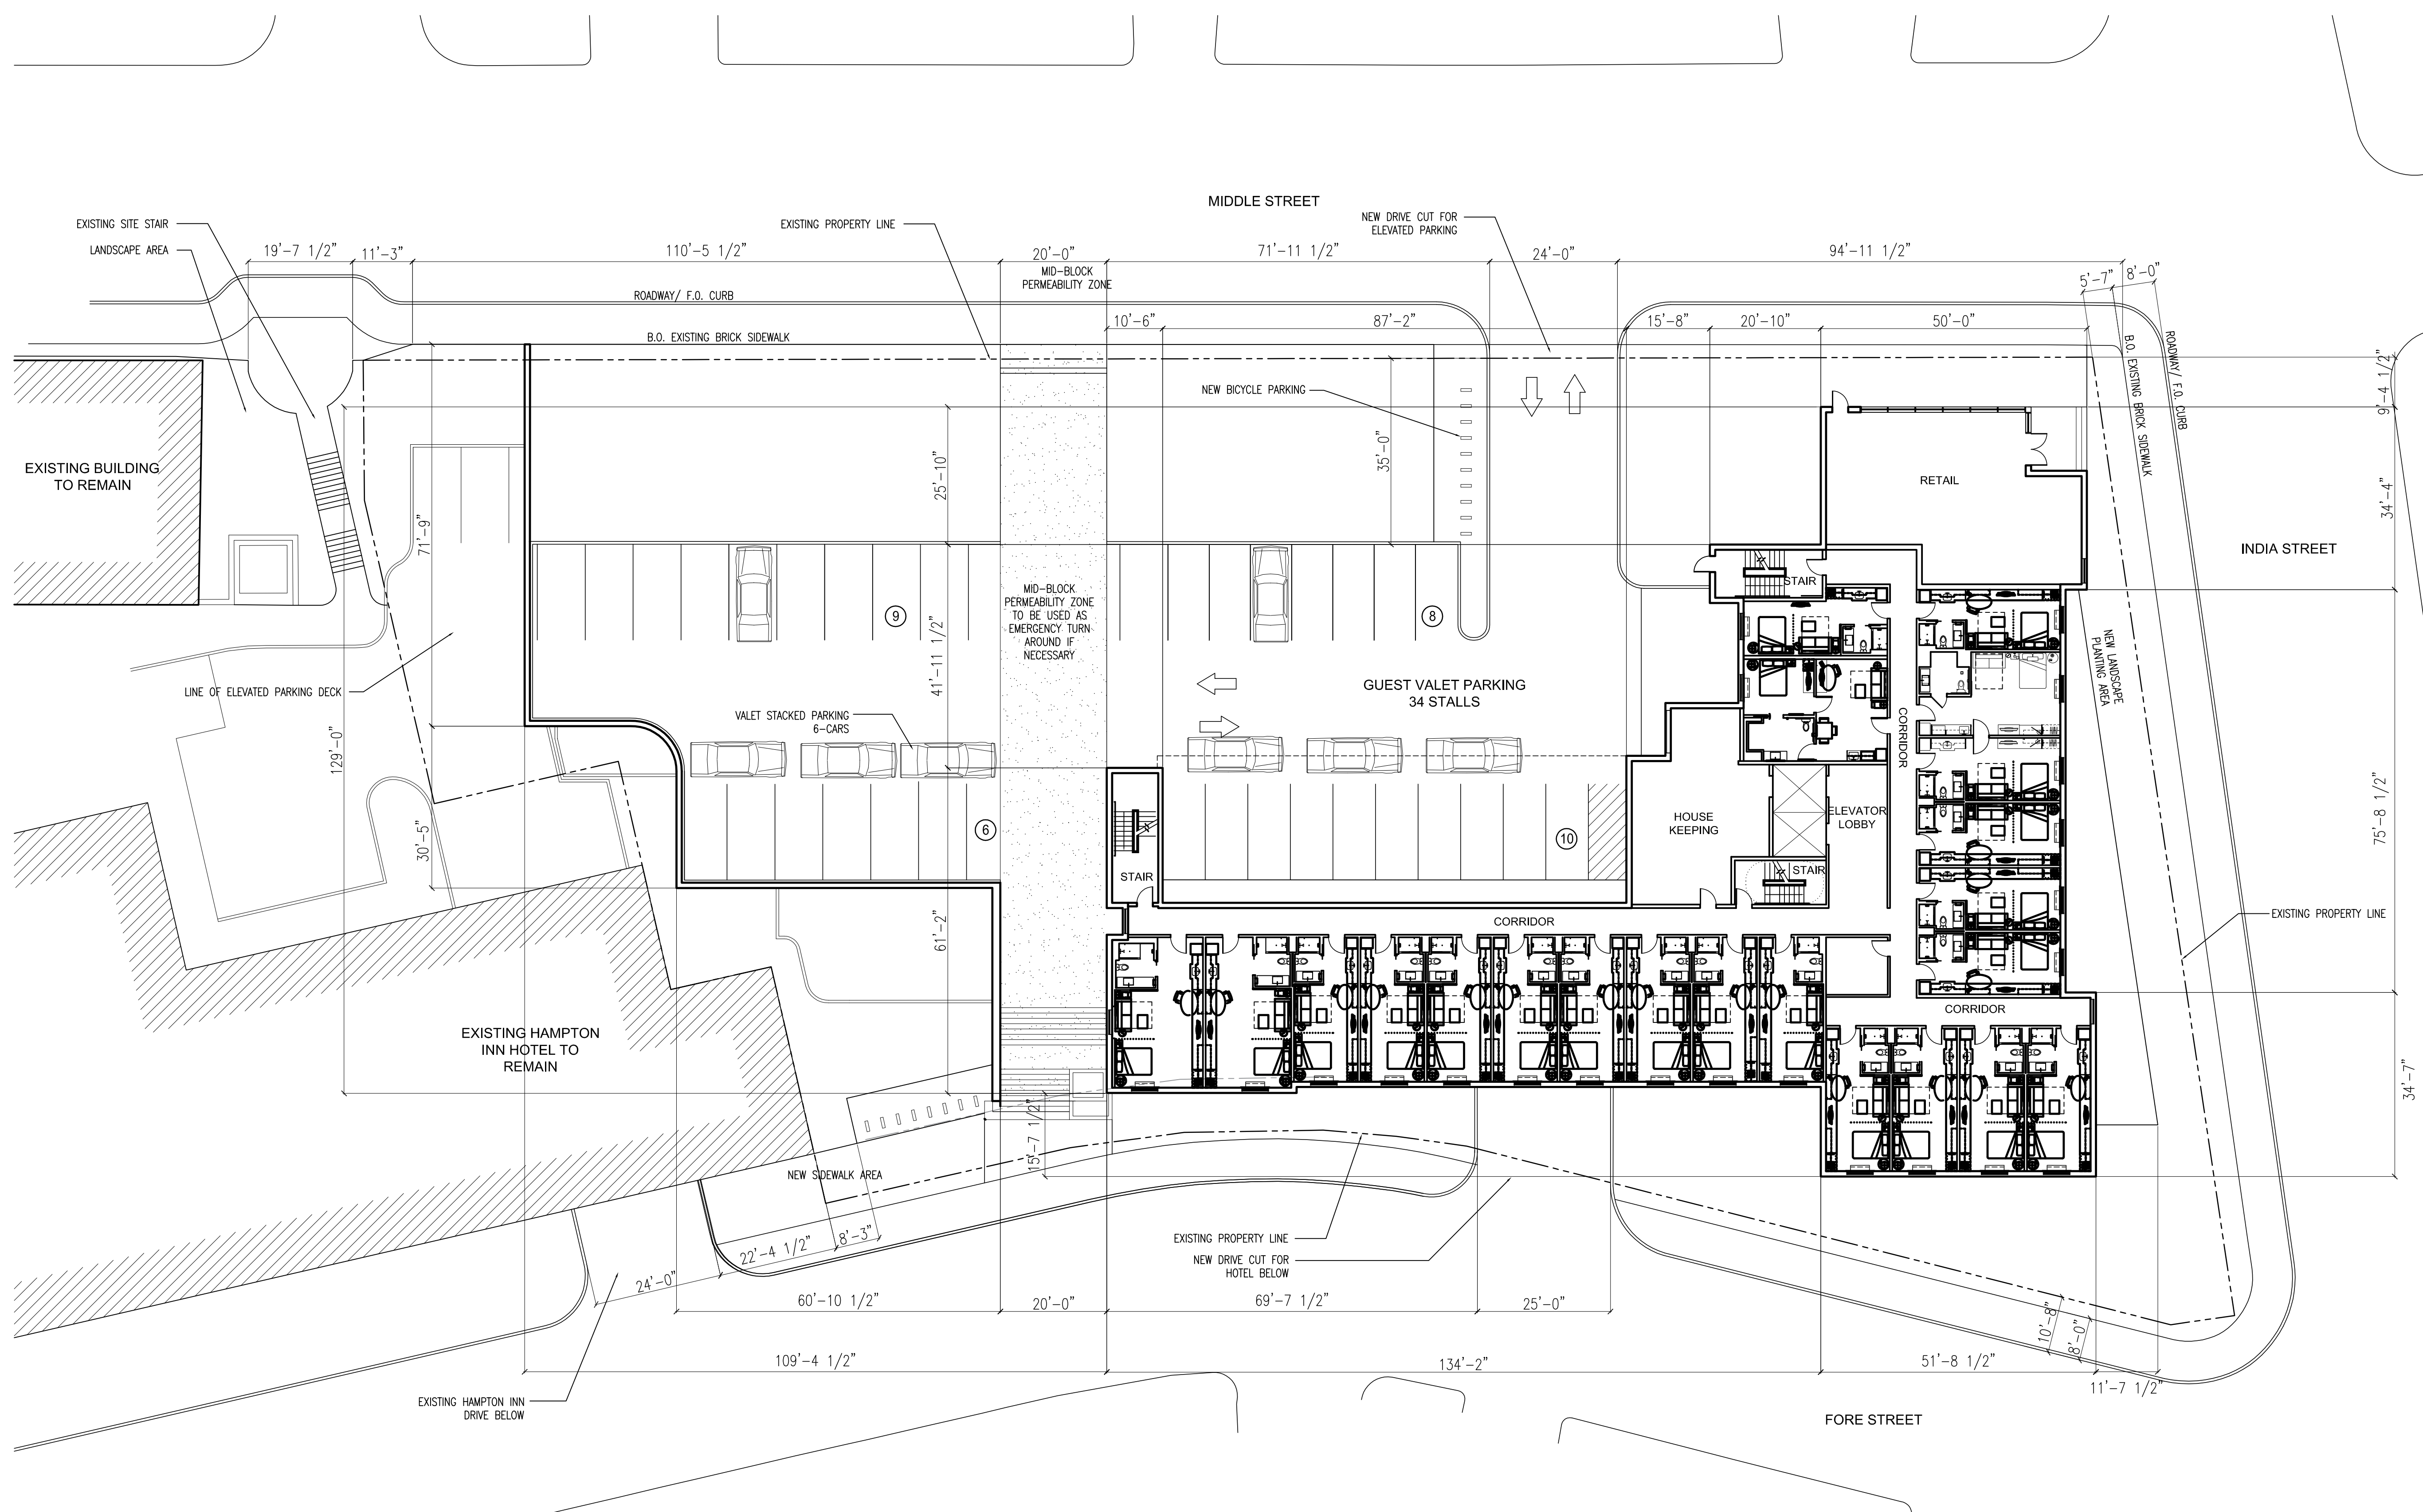 MIDDLE STREET
EXISTING SITE STAIR
LANDSCAPE AREA
EXISTING PROPERTY LINE
NEW DRIVE CUT FOR
ELEVATED PARKING
19'-7 1/2"
11'-3"
110'-5 1/2"
20'-0"
71'-11 1/2"
24'-0"
94'-11 1/2"
5'-7"
8'-0"
MID-BLOCK
PERMEABILITY ZONE
ROADWAY/ F.O. CURB
10'-6"
87'-2"
15'-8"
20'-10"
50'-0"
B.O. EXISTING BRICK SIDEWALK
B.O. EXISTING BRICK SIDEWALK
ROADWAY/ F.O. CURB
9'-4 1/2"
NEW BICYCLE PARKING
35'-0"
25'-10"
34'-4"
EXISTING BUILDING
TO REMAIN
RETAIL
71'-9"
INDIA STREET
STAIR
MID-BLOCK
PERMEABILITY ZONE
TO BE USED AS
EMERGENCY TURN
AROUND IF
NECESSARY
9
8
41'-11 1/2"
NEW LANDSCAPE
PLANTING AREA
LINE OF ELEVATED PARKING DECK
GUEST VALET PARKING
34 STALLS
VALET STACKED PARKING
6-CARS
CORRIDOR
129'-0"
HOUSE
KEEPING
ELEVATOR
LOBBY
75'-8 1/2"
30'-5"
6
10
STAIR
STAIR
61'-2"
CORRIDOR
EXISTING PROPERTY LINE
EXISTING HAMPTON
INN HOTEL TO
REMAIN
CORRIDOR
34'-7"
15'-7 1/2"
NEW SIDEWALK AREA
EXISTING PROPERTY LINE
NEW DRIVE CUT FOR
HOTEL BELOW
24'-0"
22'-4 1/2"
8'-3"
60'-10 1/2"
20'-0"
69'-7 1/2"
25'-0"
10'-8"
8'-0"
109'-4 1/2"
134'-2"
51'-8 1/2"
11'-7 1/2"
EXISTING HAMPTON INN
DRIVE BELOW
FORE STREET